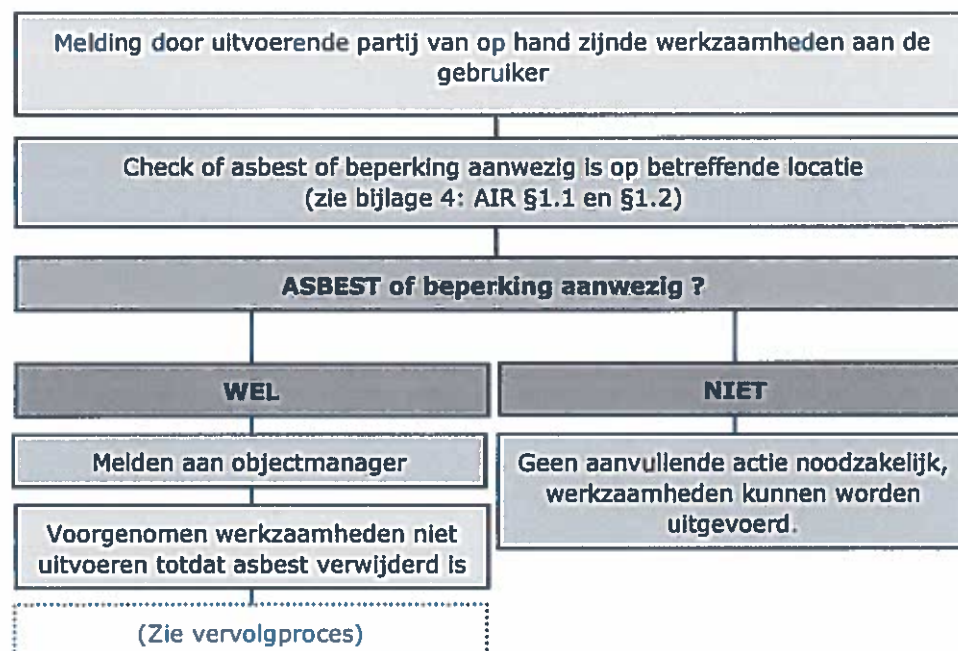 Melding door uitvoerende partij van op hand zijnde werkzaamheden aan de
gebruiker
Check of asbest of beperking aanwezig is op betreffende locatie
(zie bijlage 4: AIR §1.1 en §1.2)
ASBEST of beperking aanwezig ?
WEL
NIET
Melden aan objectmanager
Voorgenomen werkzaamheden niet
uitvoeren totdat asbest verwijderd is
(Zie vervolgproces)
Geen aanvullende actie noodzakelijk,
werkzaamheden kunnen worden
uitgevoerd.